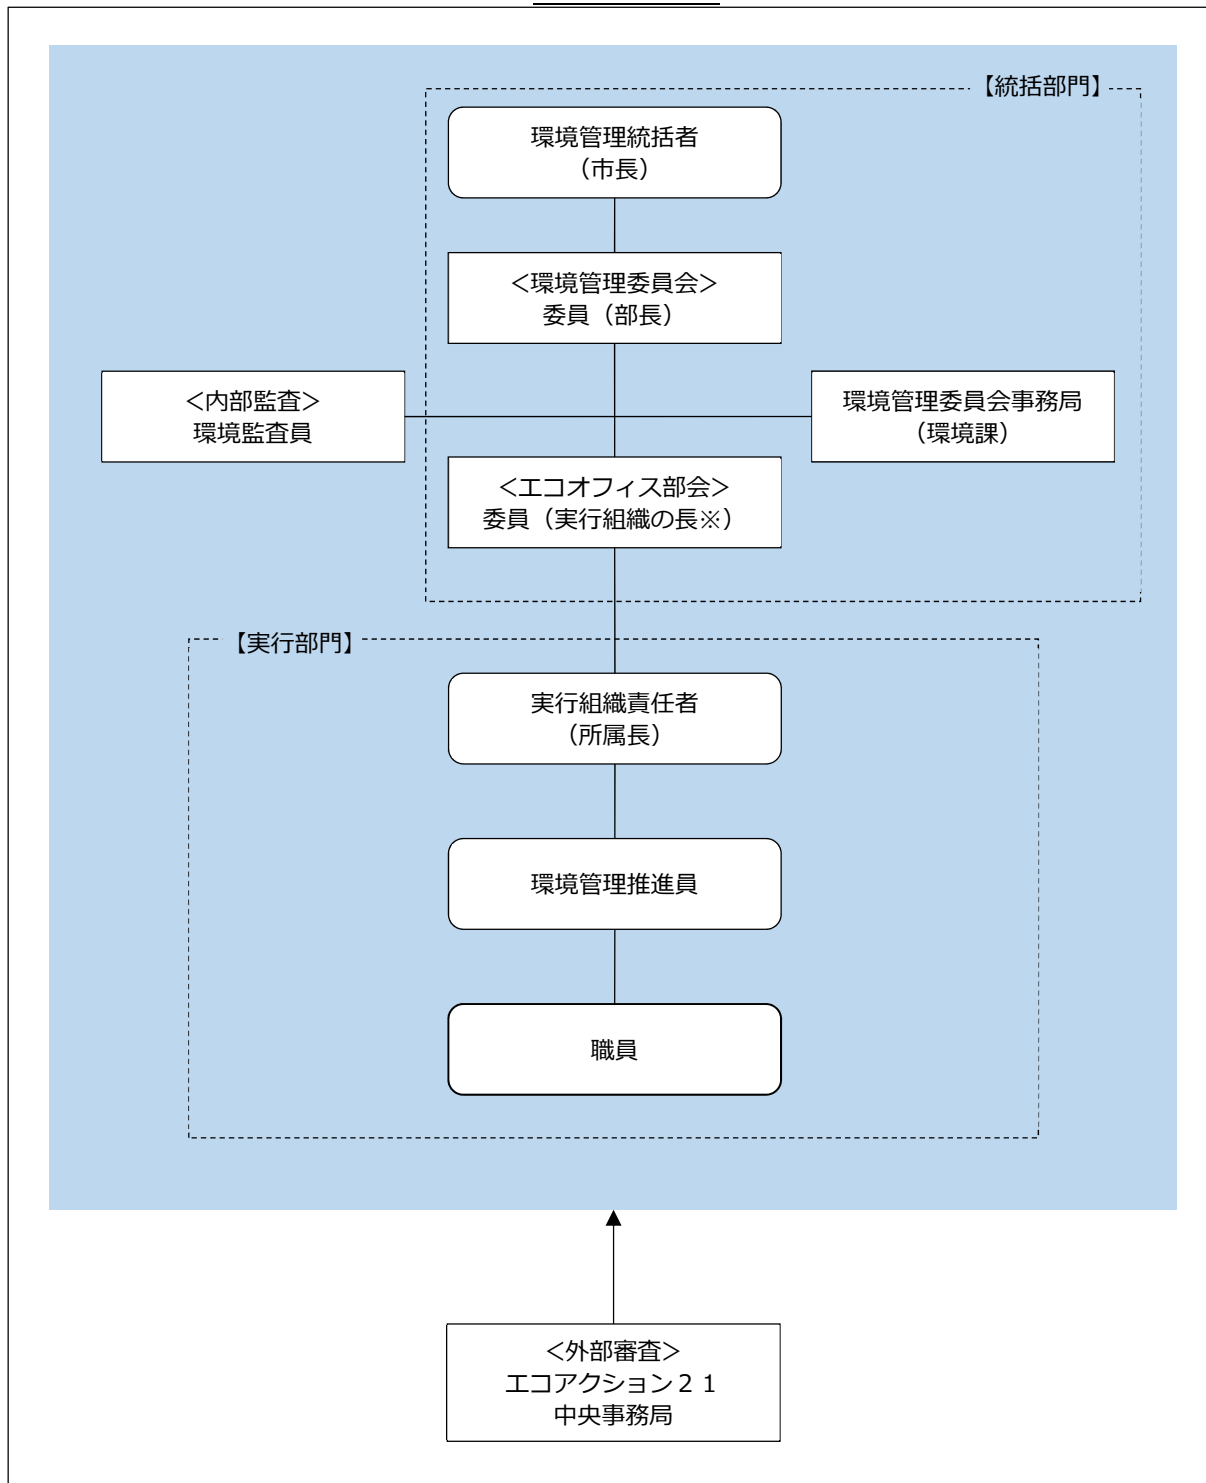 【統括部門】
環境管理統括者
（市長）
＜環境管理委員会＞
委員（部長）
＜内部監査＞
環境監査員
環境管理委員会事務局
（環境課）
＜エコオフィス部会＞
委員（実行組織の長※）
【実行部門】
実行組織責任者
（所属長）
環境管理推進員
職員
＜外部審査＞
エコアクション２１
中央事務局